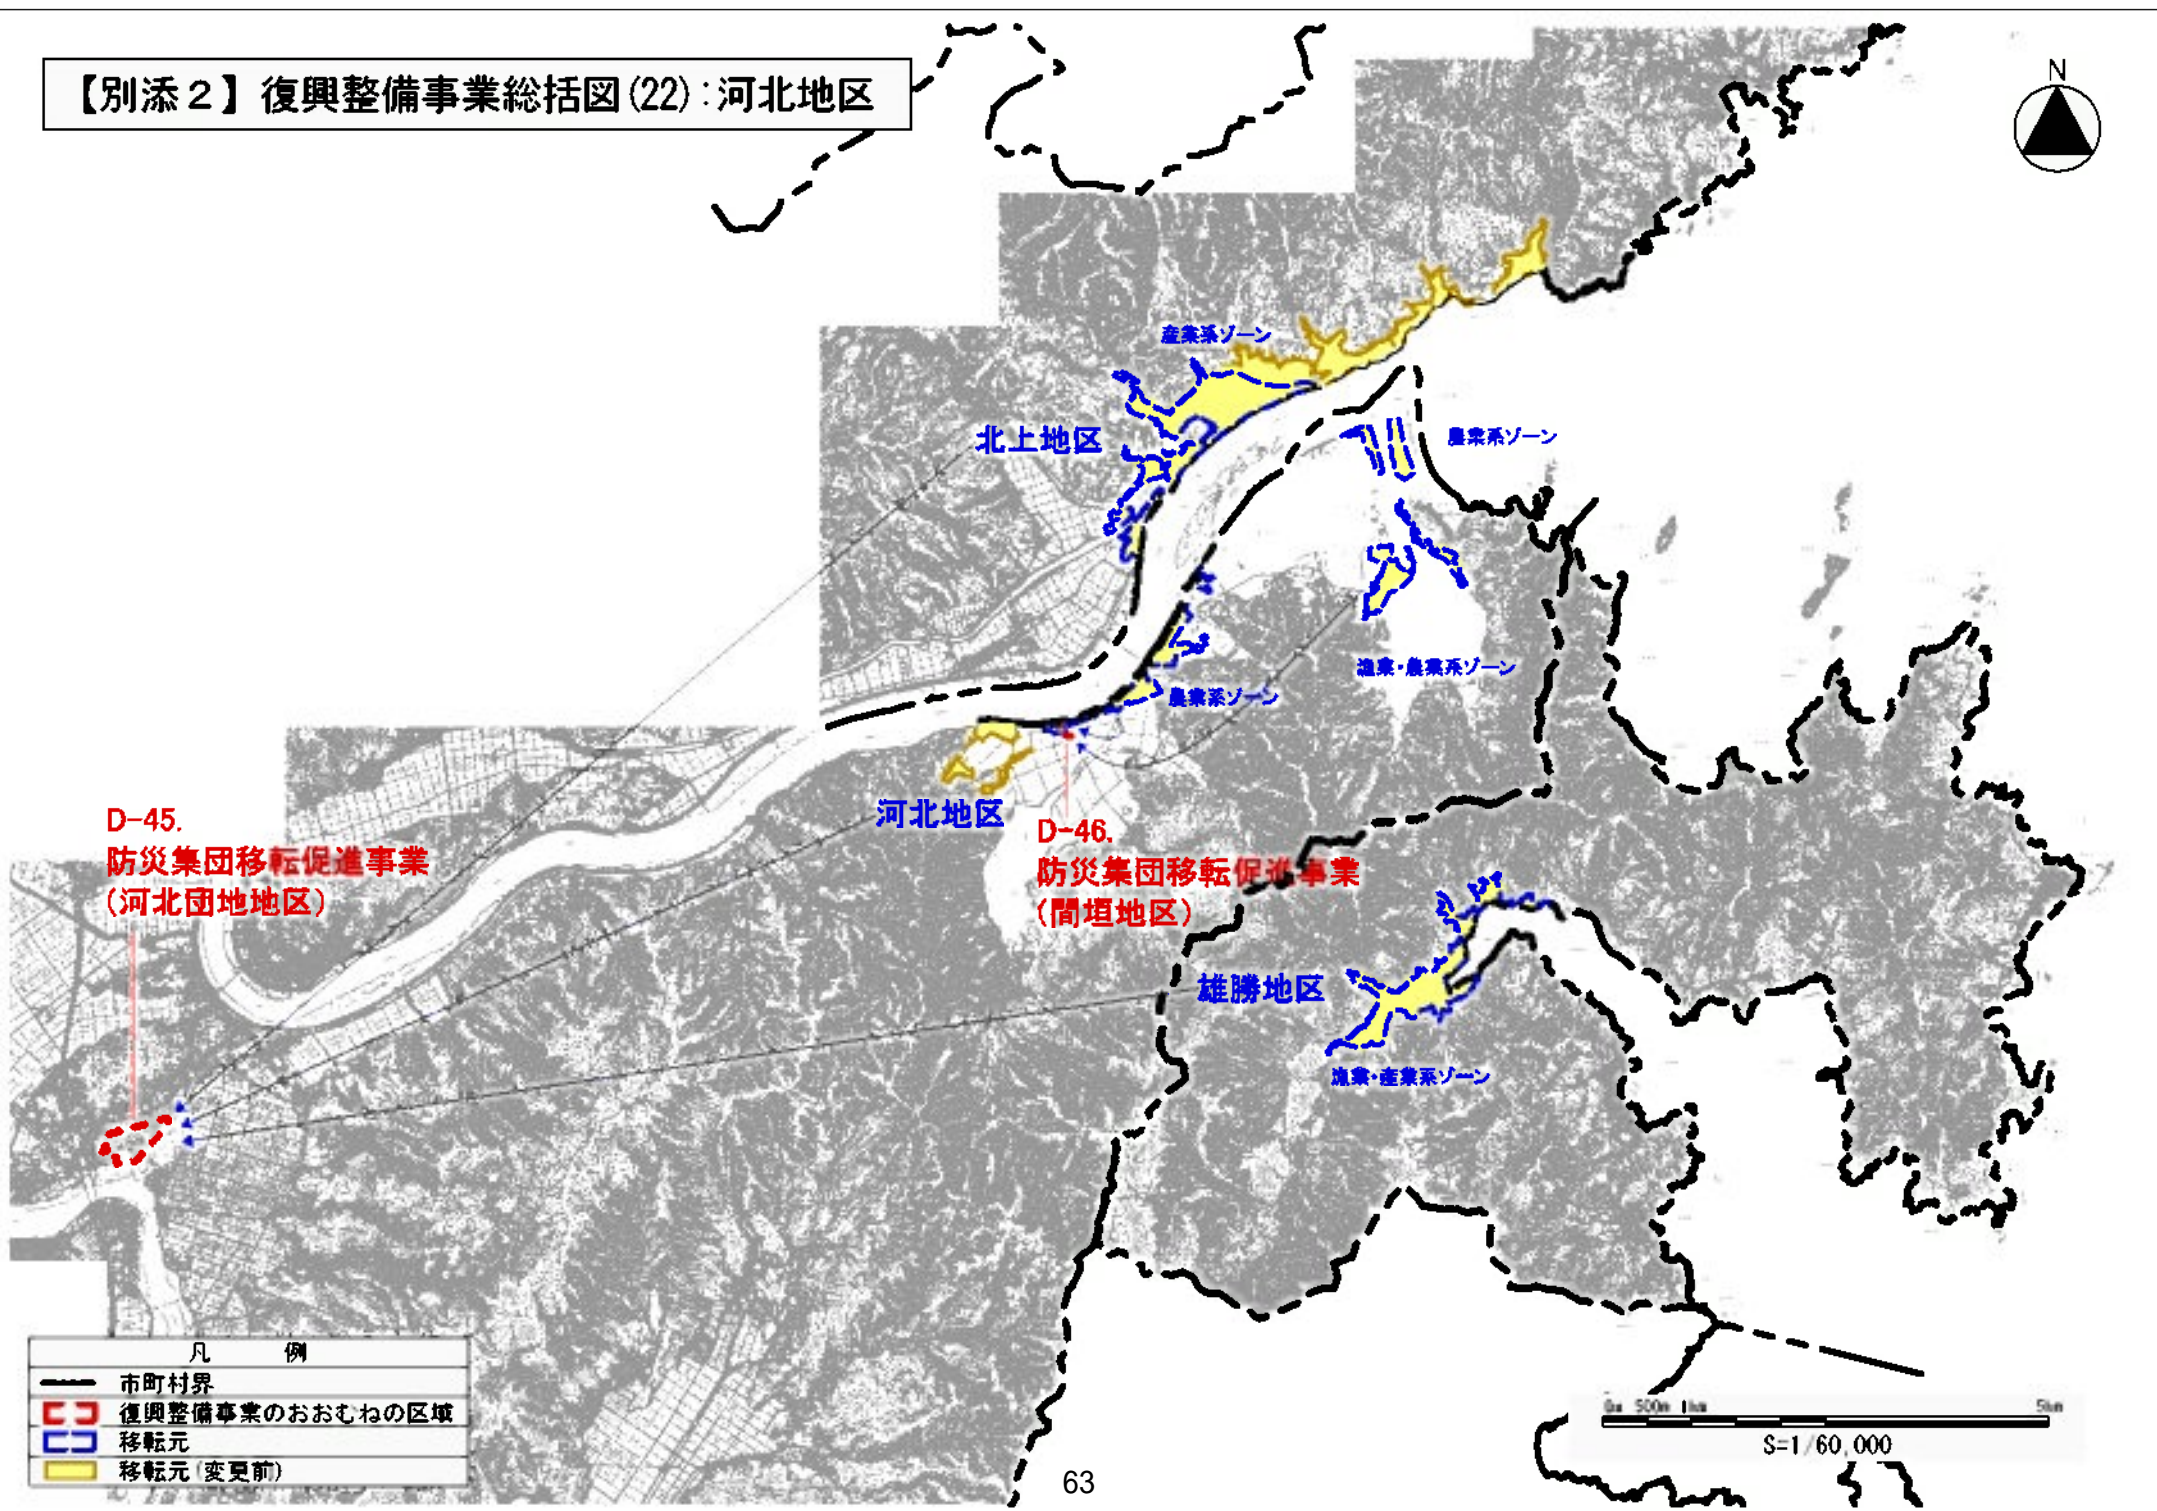 【別添２】復興整備事業総括図(22):河北地区
N
産業系ゾーン
北上地区
農業系ゾーン
漁業・農業系ゾーン
農業系ゾーン
河北地区
D-45.
防災集団移転促進事業
(河北団地地区)
D-46.
防災集団移転促進事業
(間垣地区)
雄勝地区
漁業・産業系ゾーン
凡 例
市町村界
復興整備事業のおおむねの区域
移転元
移転元(変更前)
0m 500m 1km 5km
S=1/60,000
63